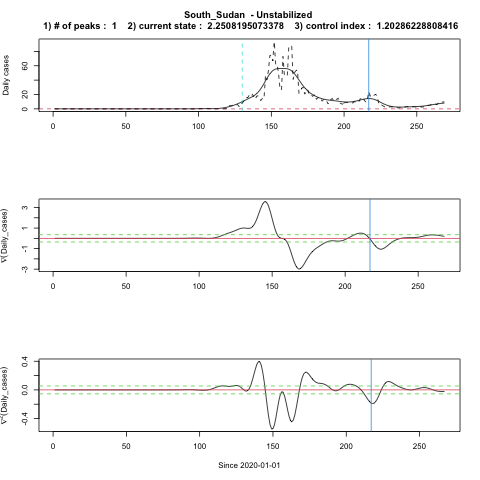 South_Sudan - Unstabilized
1) # of peaks : 1 2) current state : 2.2508195073378 3) control index : 1.20286228808416
Daily cases
60
20
0
0 50 100 150 200 250
∇(Daily_cases)
3
1
-1
-3
0 50 100 150 200 250
∇²(Daily_cases)
0.4
0.0
-0.4
0 50 100 150 200 250
Since 2020-01-01